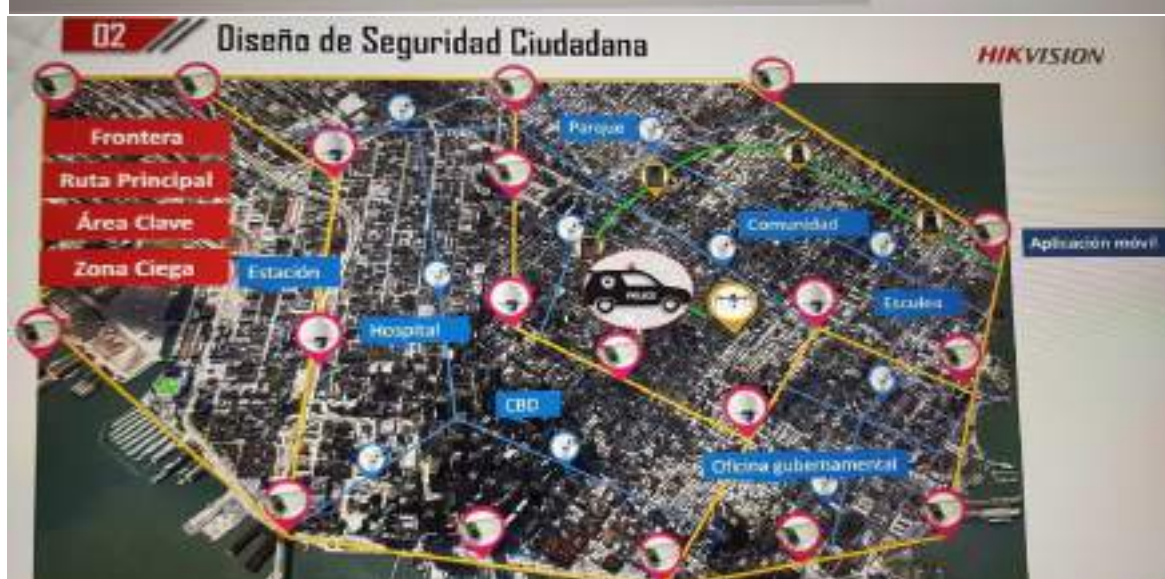 02
Diseño de Seguridad Ciudadana
HIKVISION
Frontera
Ruta Principal
Área Clave
Zona Ciega
Parque
Comunidad
Aplicación móvil
Estación
Escuela
Hospital
POLICE
CBD
Oficina gubernamental